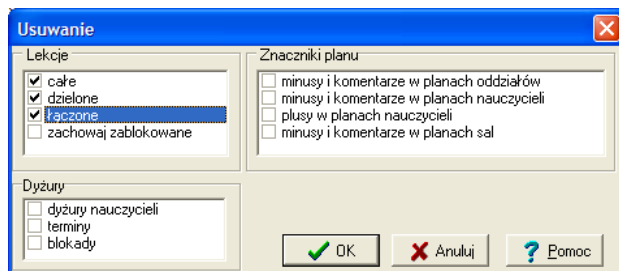 Usuwanie
Lekcje
całe
dzielone
łączone
zachowaj zablokowane
Znaczniki planu
minusy i komentarze w planach oddziałów
minusy i komentarze w planach nauczycieli
plusy w planach nauczycieli
minusy i komentarze w planach sal
Dyżury
dyżury nauczycieli
terminy
blokady
OK
Anuluj
? Pomoc